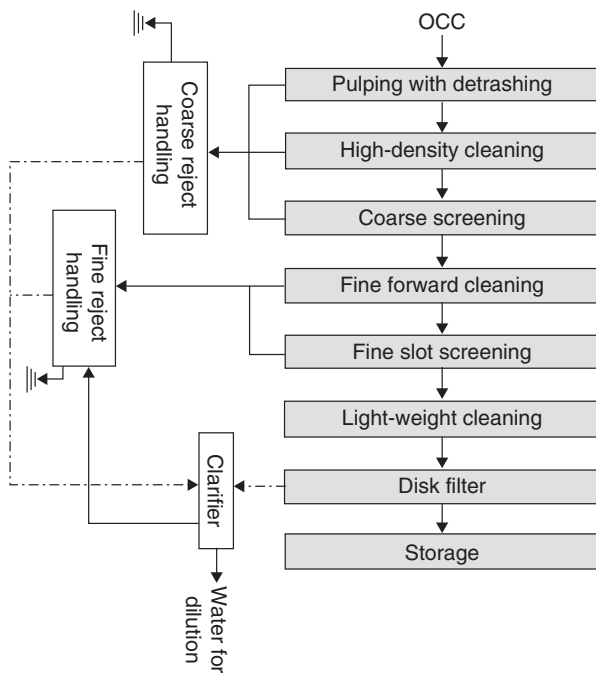 OCC
Pulping with detrashing
High-density cleaning
Coarse screening
Fine forward cleaning
Fine slot screening
Light-weight cleaning
Disk filter
Storage
Coarse reject
handling
Fine reject
handling
Clarifier
Water for
dilution